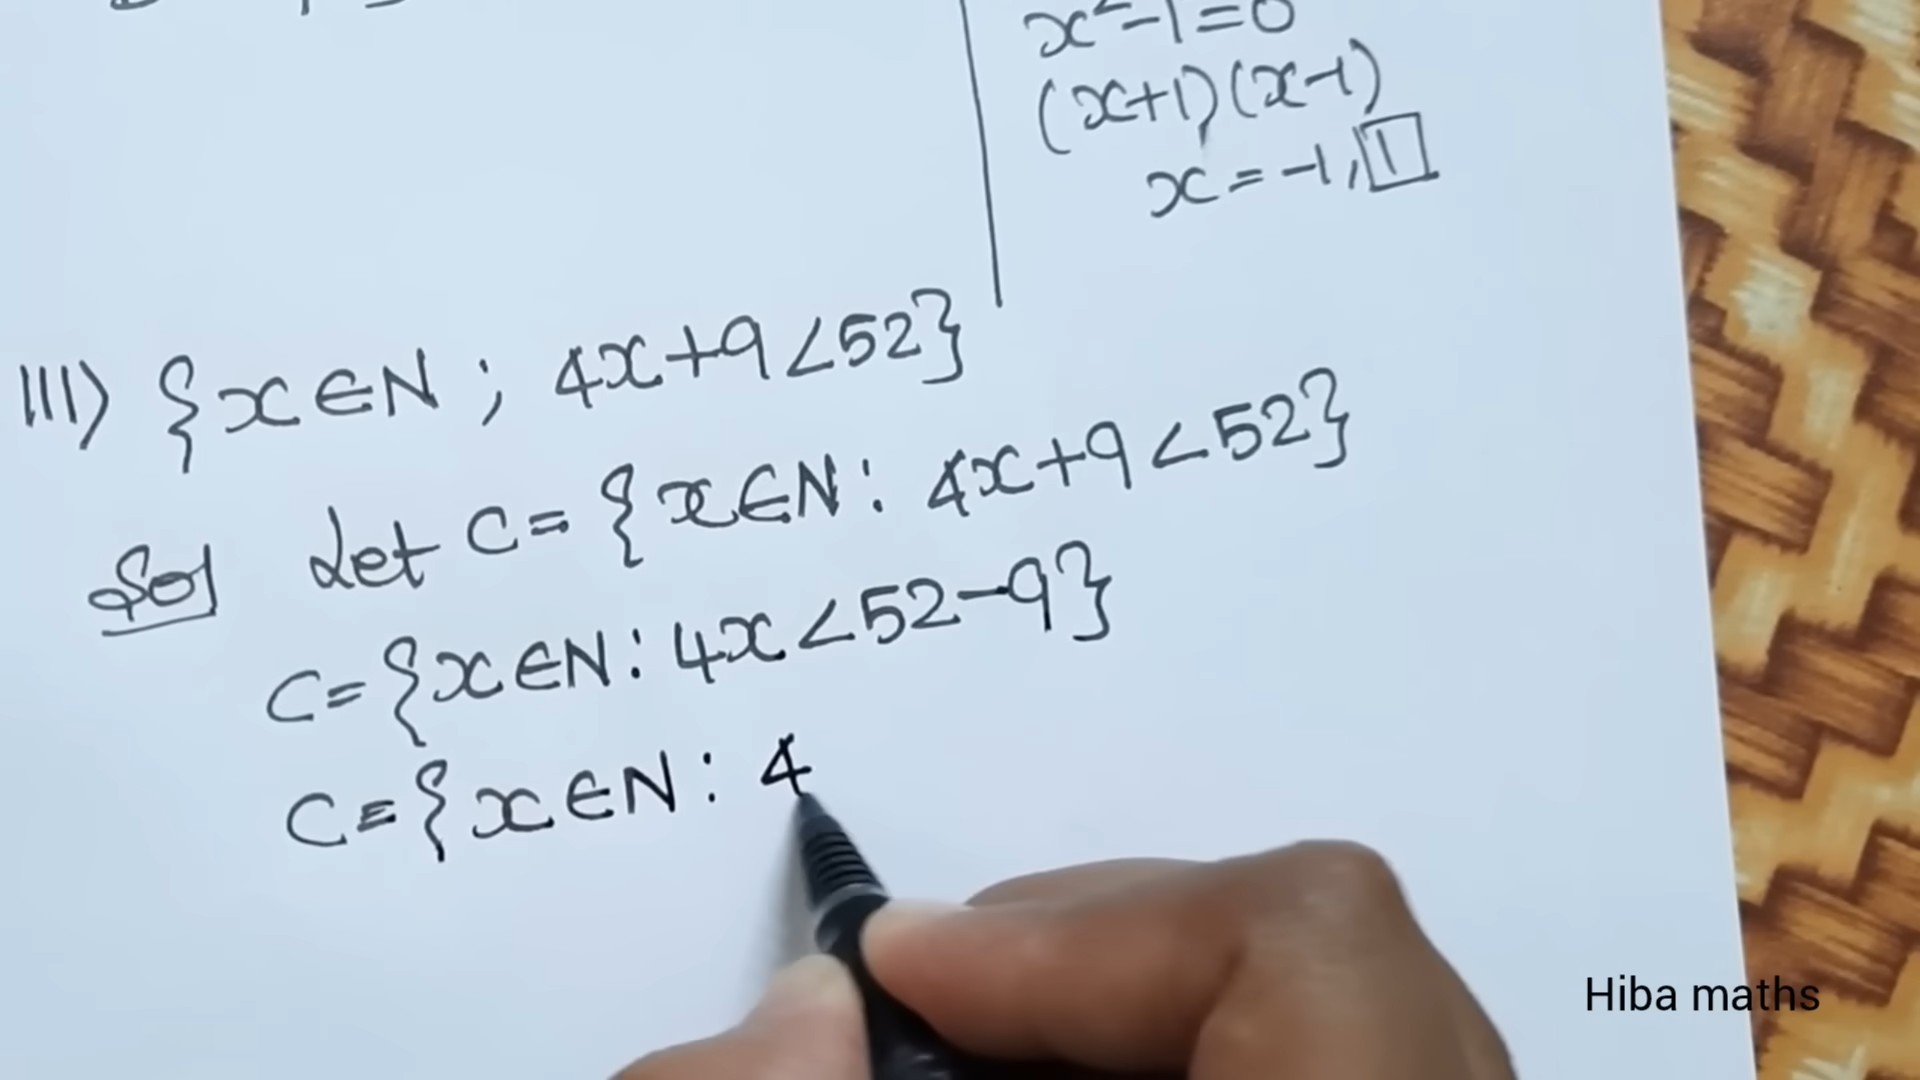 x²-1=0
(x+1)(x-1)
x=-1,1
III) {x∈N ; 4x+9<52}
Sol Let C={x∈N: 4x+9<52}
C={x∈N: 4x<52-9}
C={x∈N: 4
Hiba maths